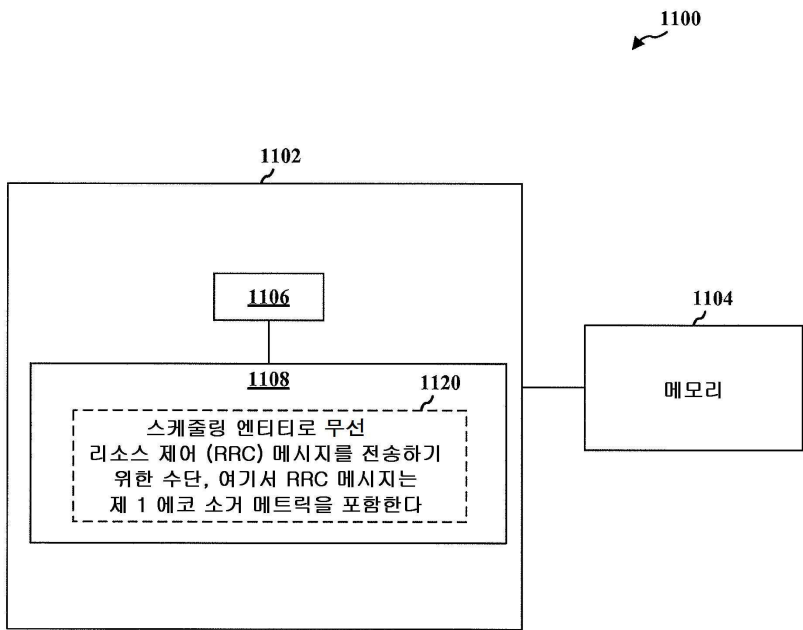 1100
1102
1106
1104
1108
1120
메모리
스케줄링 엔티티로 무선
리소스 제어 (RRC) 메시지를 전송하기
위한 수단, 여기서 RRC 메시지는
제 1 에코 소거 메트릭을 포함한다